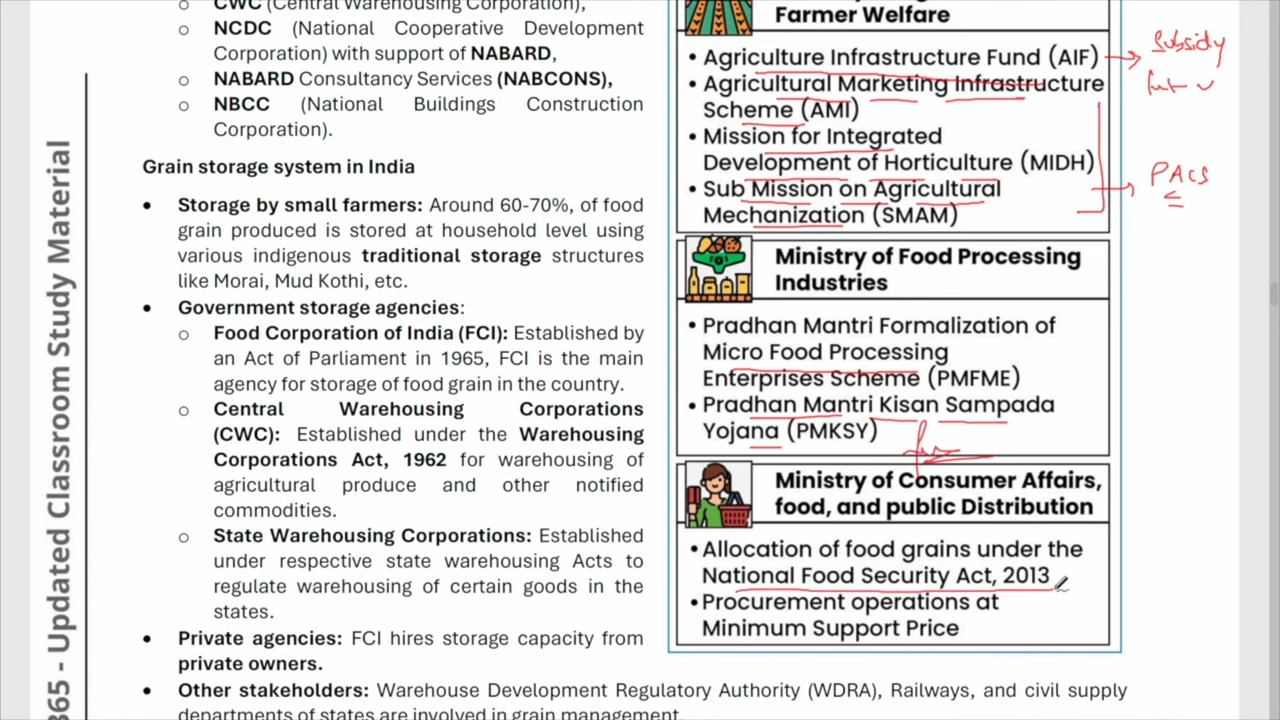 CWC (Central Warehousing Corporation),
NCDC (National Cooperative Development
Corporation) with support of NABARD,
NABARD Consultancy Services (NABCONS),
NBCC (National Buildings Construction
Corporation).
Grain storage system in India
Storage by small farmers: Around 60-70%, of food
grain produced is stored at household level using
various indigenous traditional storage structures
like Morai, Mud Kothi, etc.
Government storage agencies:
Food Corporation of India (FCI): Established by
an Act of Parliament in 1965, FCI is the main
agency for storage of food grain in the country.
Central Warehousing Corporations
(CWC): Established under the Warehousing
Corporations Act, 1962 for warehousing of
agricultural produce and other notified
commodities.
State Warehousing Corporations: Established
under respective state warehousing Acts to
regulate warehousing of certain goods in the
states.
Private agencies: FCI hires storage capacity from
private owners.
Other stakeholders: Warehouse Development Regulatory Authority (WDRA), Railways, and civil supply
departments of states are involved in grain management.
Farmer Welfare
Agriculture Infrastructure Fund (AIF)
Agricultural Marketing Infrastructure
Scheme (AMI)
Mission for Integrated
Development of Horticulture (MIDH)
Sub Mission on Agricultural
Mechanization (SMAM)
Subsidy
PACS
Ministry of Food Processing
Industries
Pradhan Mantri Formalization of
Micro Food Processing
Enterprises Scheme (PMFME)
Pradhan Mantri Kisan Sampada
Yojana (PMKSY)
Ministry of Consumer Affairs,
food, and public Distribution
Allocation of food grains under the
National Food Security Act, 2013
Procurement operations at
Minimum Support Price
365 - Updated Classroom Study Material